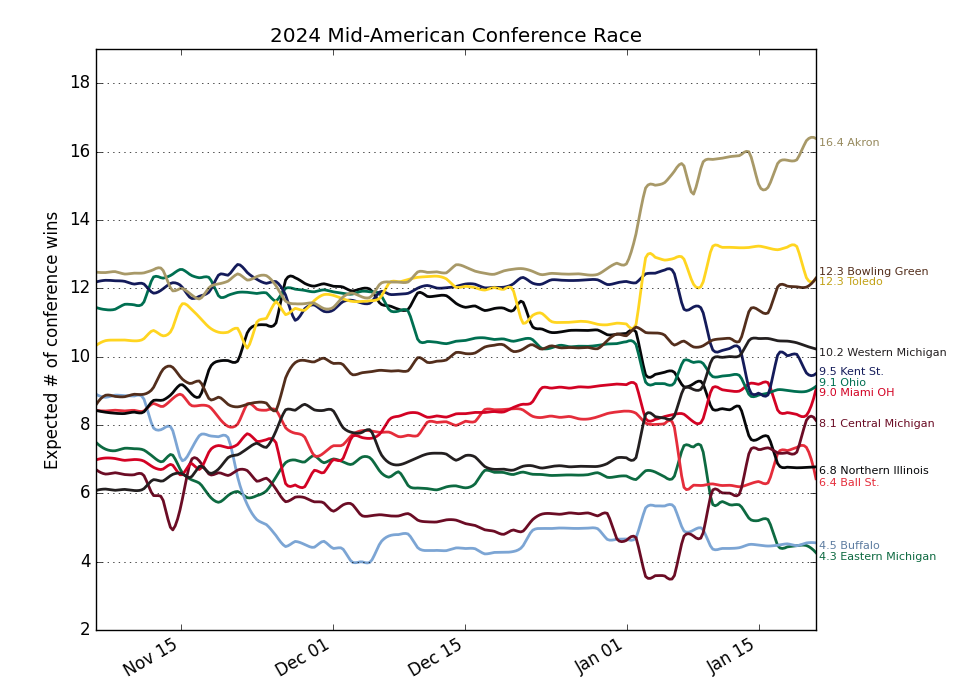 2024 Mid-American Conference Race
Expected # of conference wins
18
16
14
12
10
8
6
4
2
Nov 15
Dec 01
Dec 15
Jan 01
Jan 15
16.4 Akron
12.3 Bowling Green
12.3 Toledo
10.2 Western Michigan
9.5 Kent St.
9.1 Ohio
9.0 Miami OH
8.1 Central Michigan
6.8 Northern Illinois
6.4 Ball St.
4.5 Buffalo
4.3 Eastern Michigan